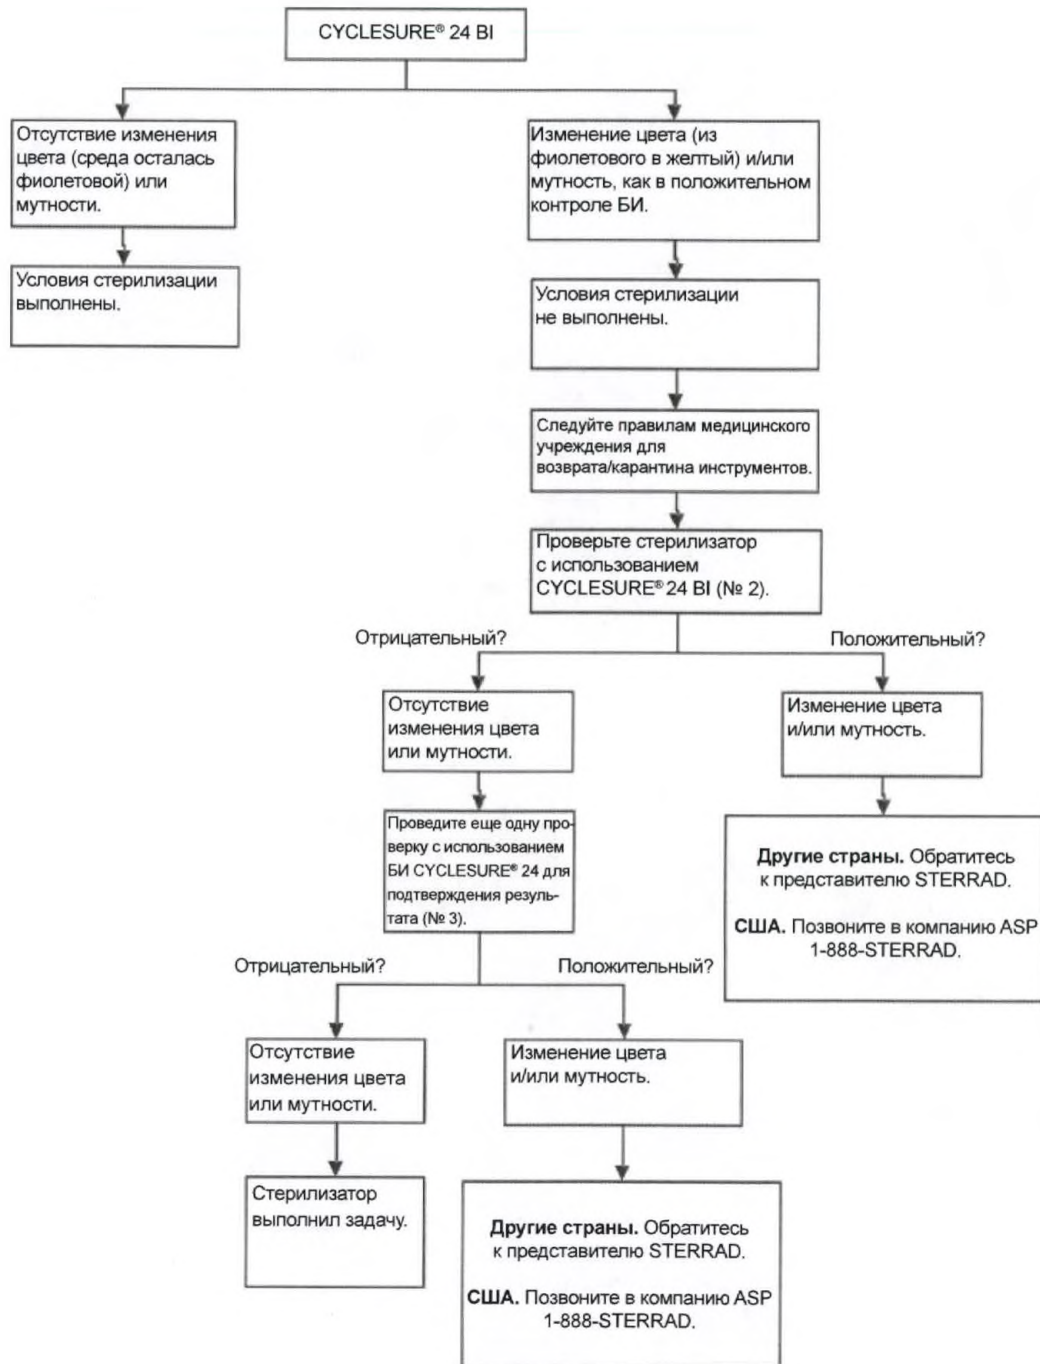 CYCLESURE® 24 BI
Отсутствие изменения
цвета (среда осталась
фиолетовой) или
мутности.
Изменение цвета (из
фиолетового в желтый) и/или
мутность, как в положительном
контроле БИ.
Условия стерилизации
выполнены.
Условия стерилизации
не выполнены.
Следуйте правилам медицинского
учреждения для
возврата/карантина инструментов.
Проверьте стерилизатор
с использованием
CYCLESURE® 24 BI (№ 2).
Отрицательный?
Положительный?
Отсутствие
изменения цвета
или мутности.
Изменение цвета
и/или мутность.
Проведите еще одну про-
верку с использованием
БИ CYCLESURE® 24 для
подтверждения резуль-
тата (№ 3).
Другие страны. Обратитесь
к представителю STERRAD.
США. Позвоните в компанию ASP
1-888-STERRAD.
Отрицательный?
Положительный?
Отсутствие
изменения цвета
или мутности.
Изменение цвета
и/или мутность.
Стерилизатор
выполнил задачу.
Другие страны. Обратитесь
к представителю STERRAD.
США. Позвоните в компанию ASP
1-888-STERRAD.